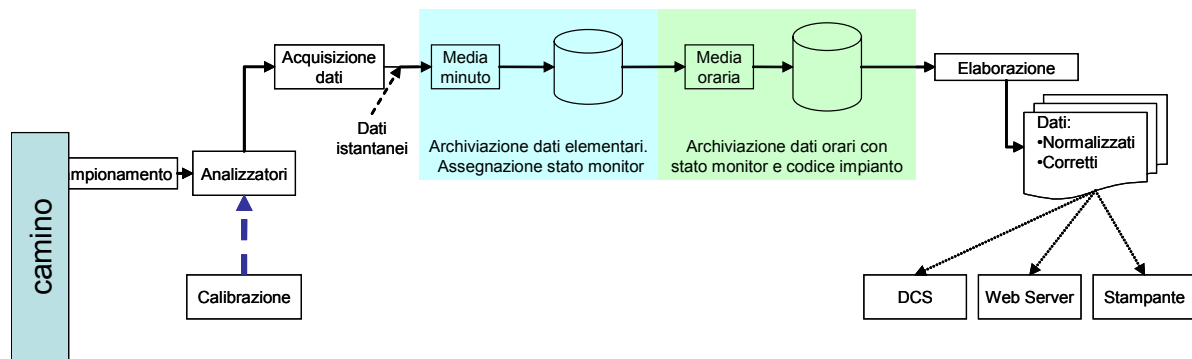 camino
mpionamento
Analizzatori
Calibrazione
Acquisizione
dati
Dati
istantanei
Media
minuto
Archiviazione dati elementari.
Assegnazione stato monitor
Media
oraria
Archiviazione dati orari con
stato monitor e codice impianto
Elaborazione
Dati:
•Normalizzati
•Corretti
DCS
Web Server
Stampante